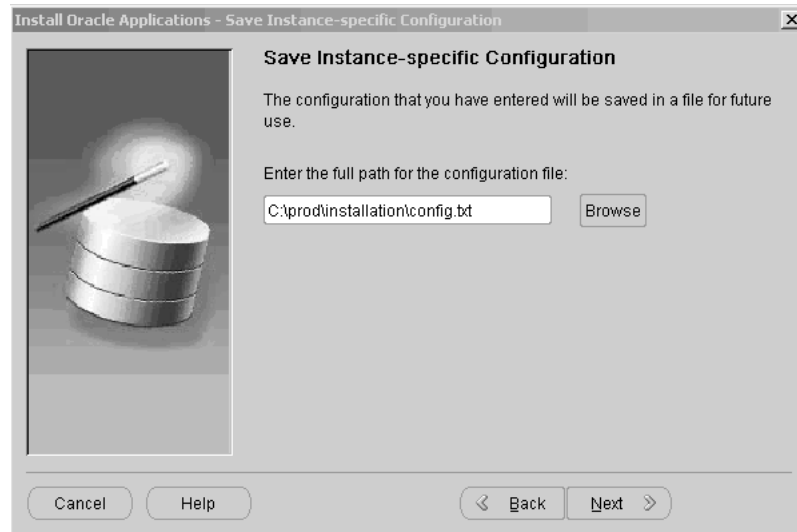 Install Oracle Applications - Save Instance-specific Configuration
Save Instance-specific Configuration
The configuration that you have entered will be saved in a file for future
use.
Enter the full path for the configuration file:
C:\prod\installation\config.txt
Browse
Cancel
Help
Back
Next